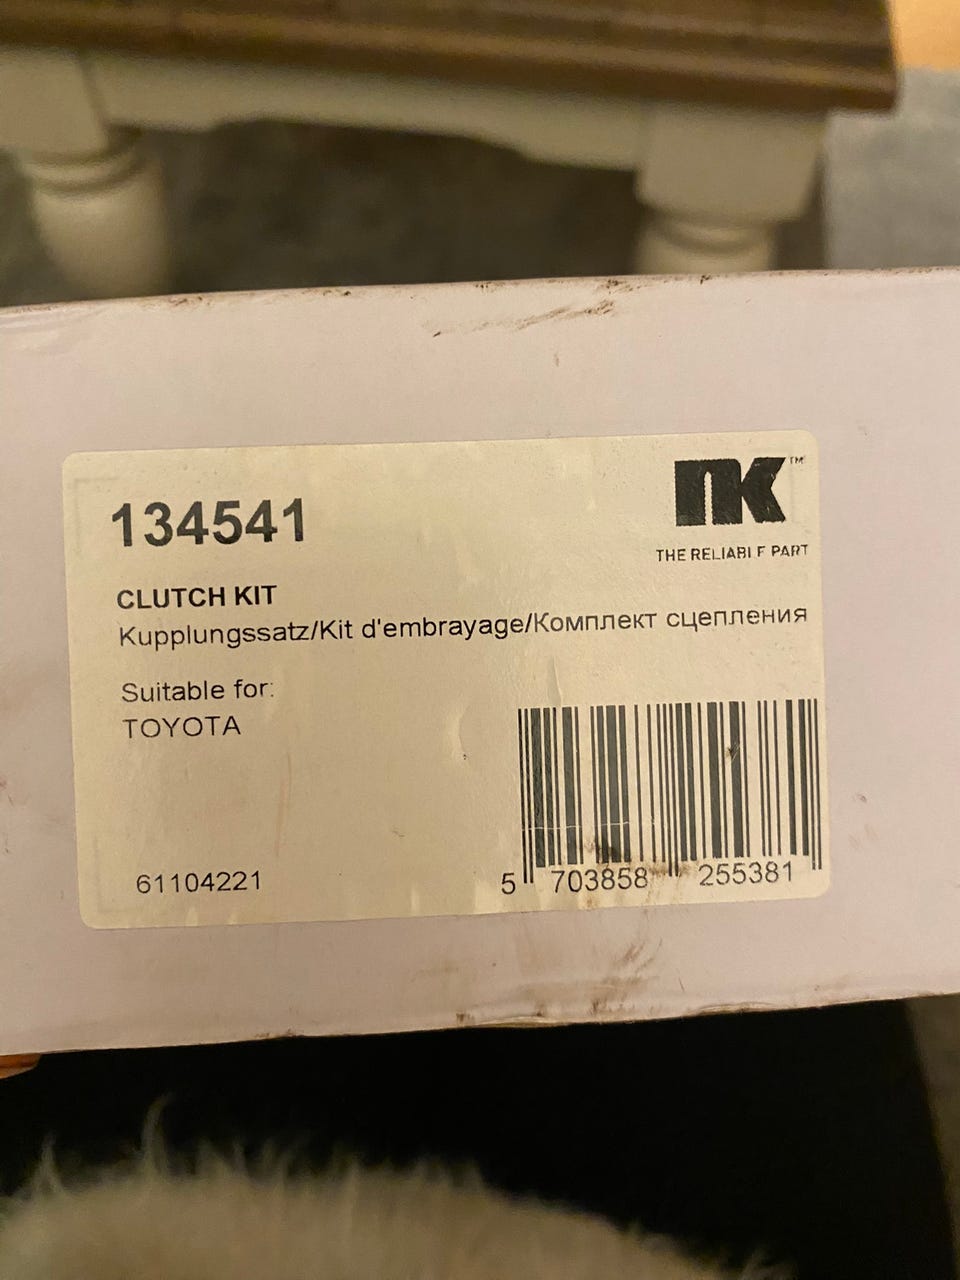 134541
NK™
THE RELIABLE PART
CLUTCH KIT
Kupplungssatz/Kit d'embrayage/Комплект сцепления
Suitable for:
TOYOTA
61104221
5 703858 255381